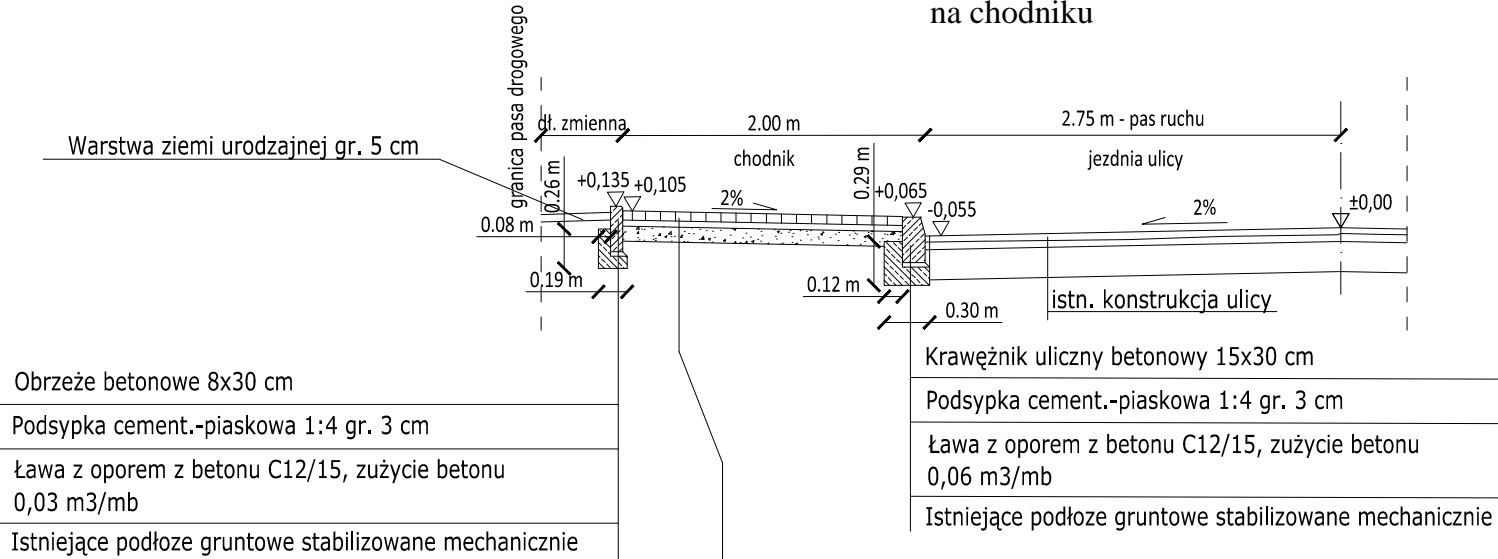 na chodniku
granica pasa drogowego
dł. zmienna
2.00 m
2.75 m - pas ruchu
Warstwa ziemi urodzajnej gr. 5 cm
chodnik
jezdnia ulicy
0.26 m
+0,135
+0,105
2%
0.29 m
+0,065
-0,055
2%
±0,00
0.08 m
0.19 m
0.12 m
0.30 m
istn. konstrukcja ulicy
Obrzeże betonowe 8x30 cm
Podsypka cement.-piaskowa 1:4 gr. 3 cm
Ława z oporem z betonu C12/15, zużycie betonu
0,03 m3/mb
Istniejące podłoze gruntowe stabilizowane mechanicznie
Krawężnik uliczny betonowy 15x30 cm
Podsypka cement.-piaskowa 1:4 gr. 3 cm
Ława z oporem z betonu C12/15, zużycie betonu
0,06 m3/mb
Istniejące podłoze gruntowe stabilizowane mechanicznie